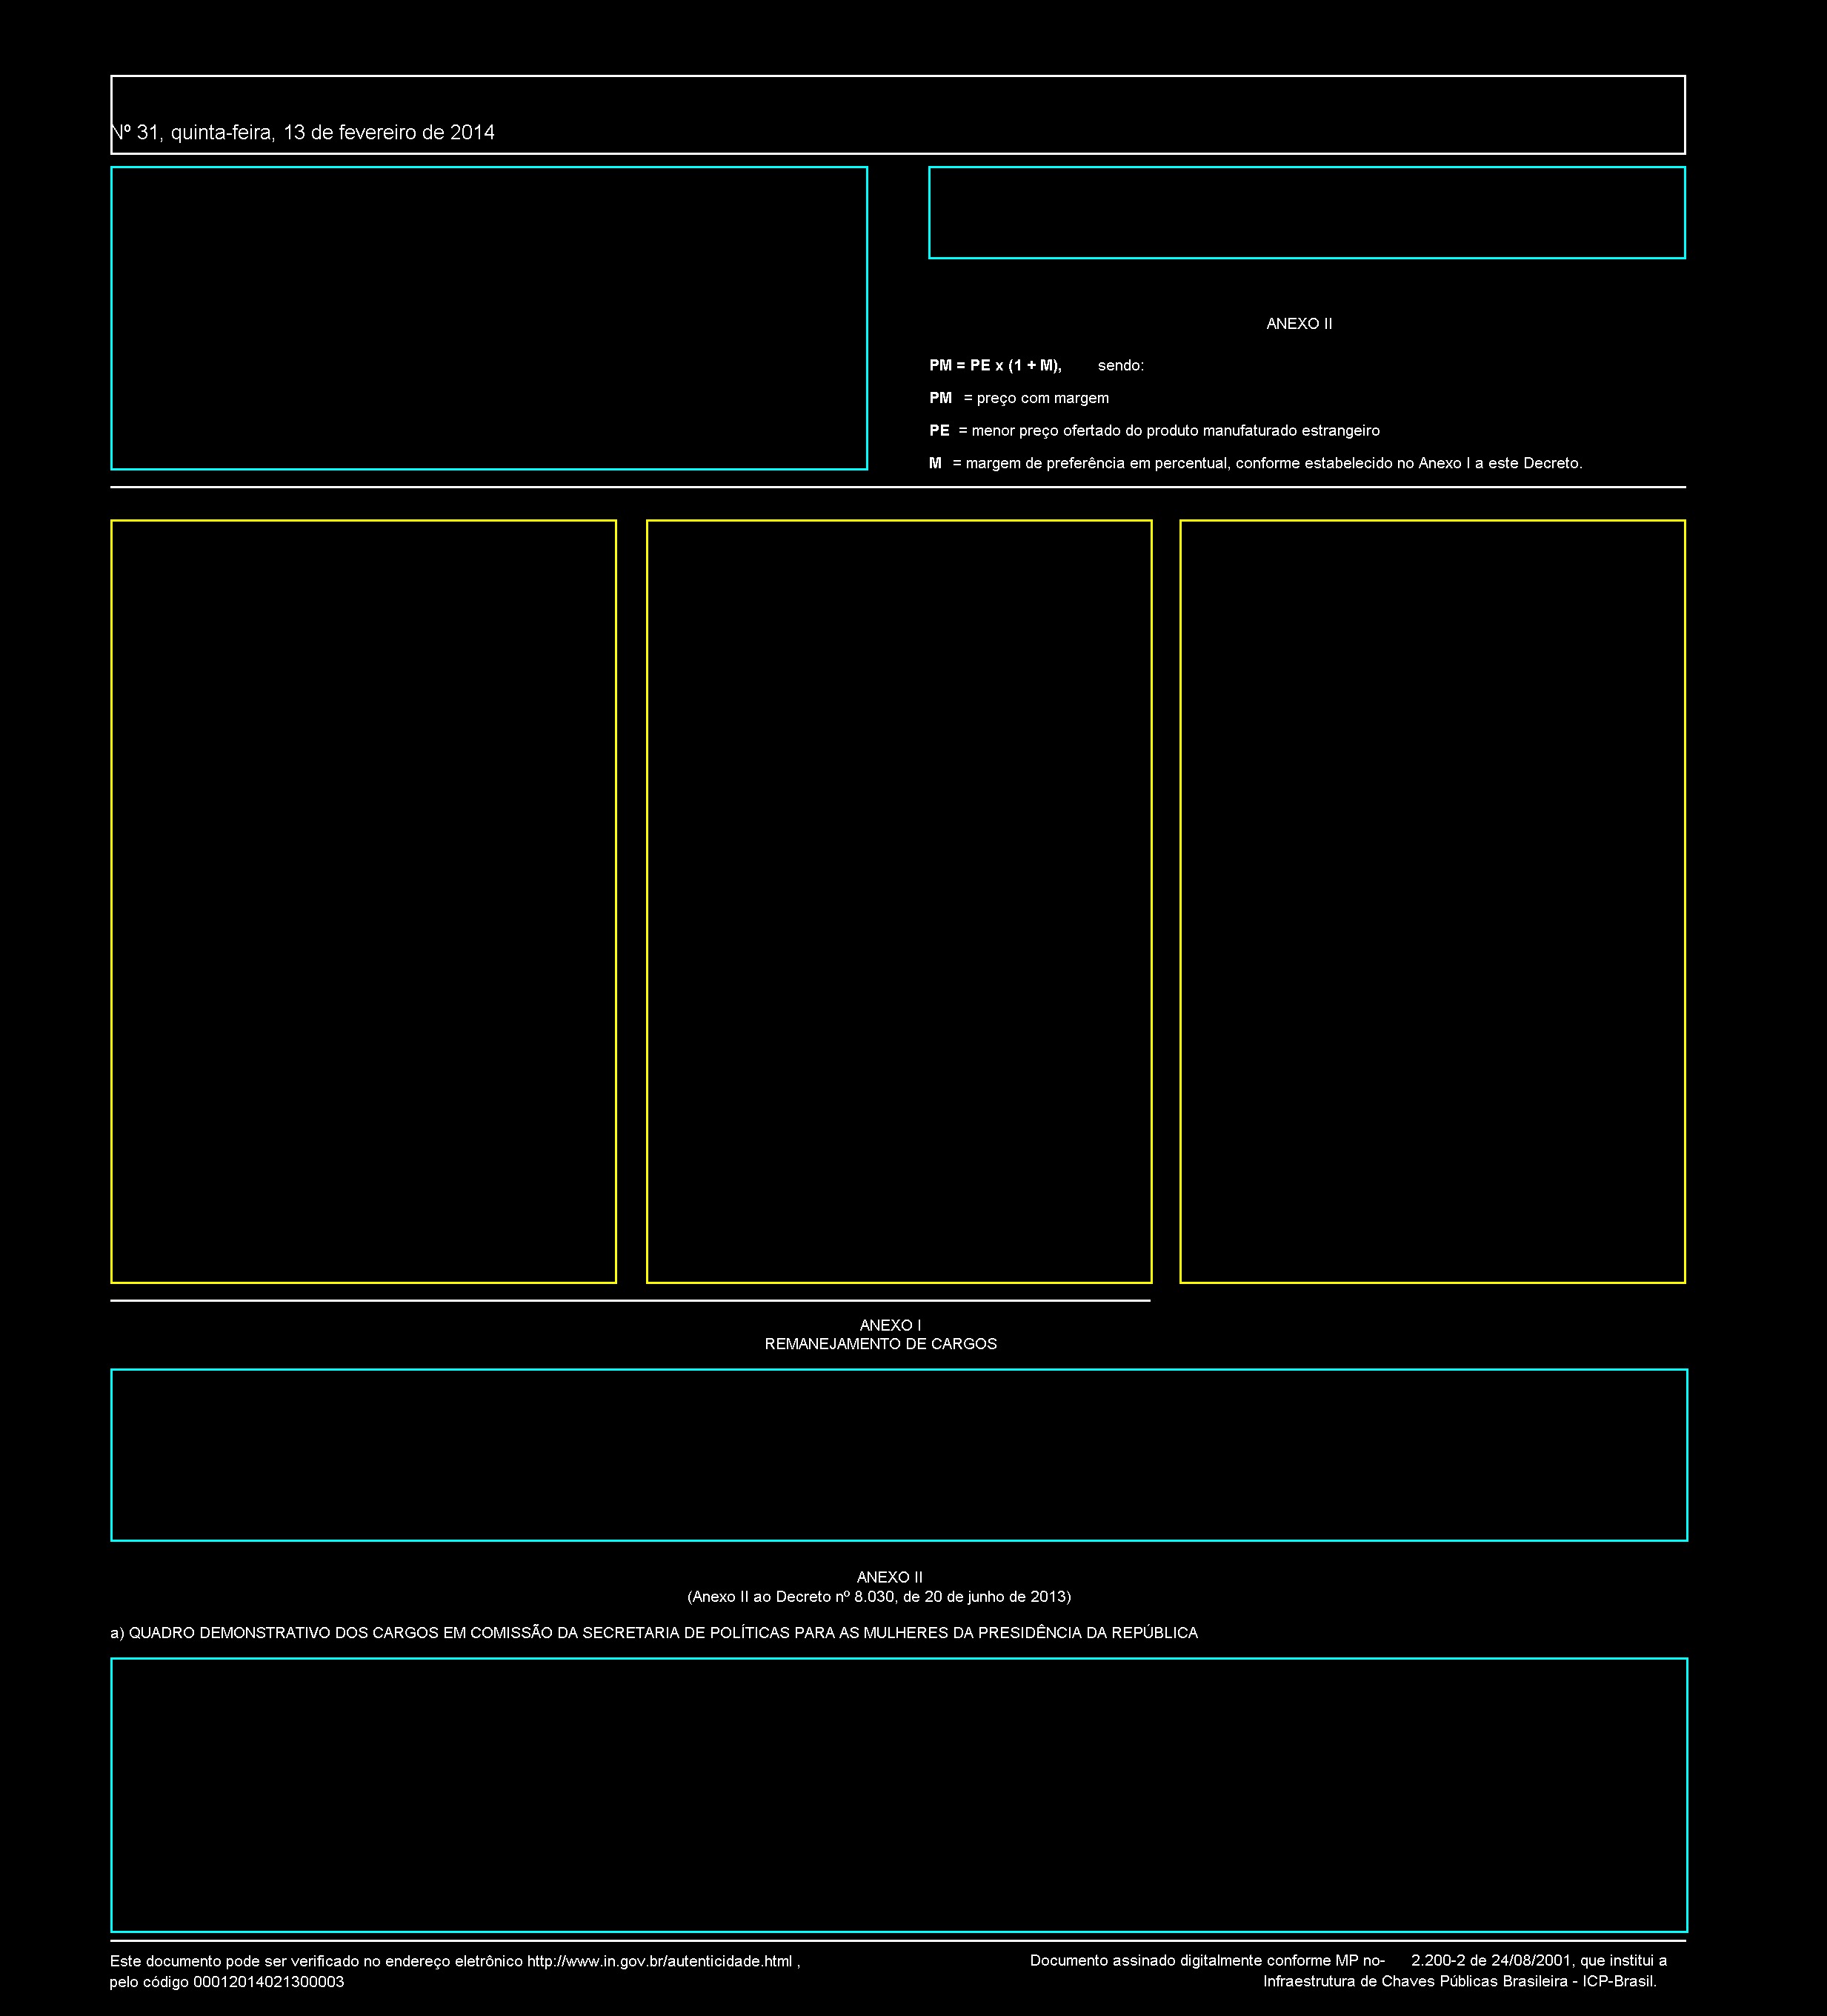 Nº 31, quinta-feira, 13 de fevereiro de 2014
ANEXO II
PM = PE x (1 + M), sendo:
PM = preço com margem
PE = menor preço ofertado do produto manufaturado estrangeiro
M = margem de preferência em percentual, conforme estabelecido no Anexo I a este Decreto.
ANEXO I
REMANEJAMENTO DE CARGOS
ANEXO II
(Anexo II ao Decreto nº 8.030, de 20 de junho de 2013)
a) QUADRO DEMONSTRATIVO DOS CARGOS EM COMISSÃO DA SECRETARIA DE POLÍTICAS PARA AS MULHERES DA PRESIDÊNCIA DA REPÚBLICA
Este documento pode ser verificado no endereço eletrônico http://www.in.gov.br/autenticidade.html ,
pelo código 00012014021300003
Documento assinado digitalmente conforme MP no- 2.200-2 de 24/08/2001, que institui a
Infraestrutura de Chaves Públicas Brasileira - ICP-Brasil.